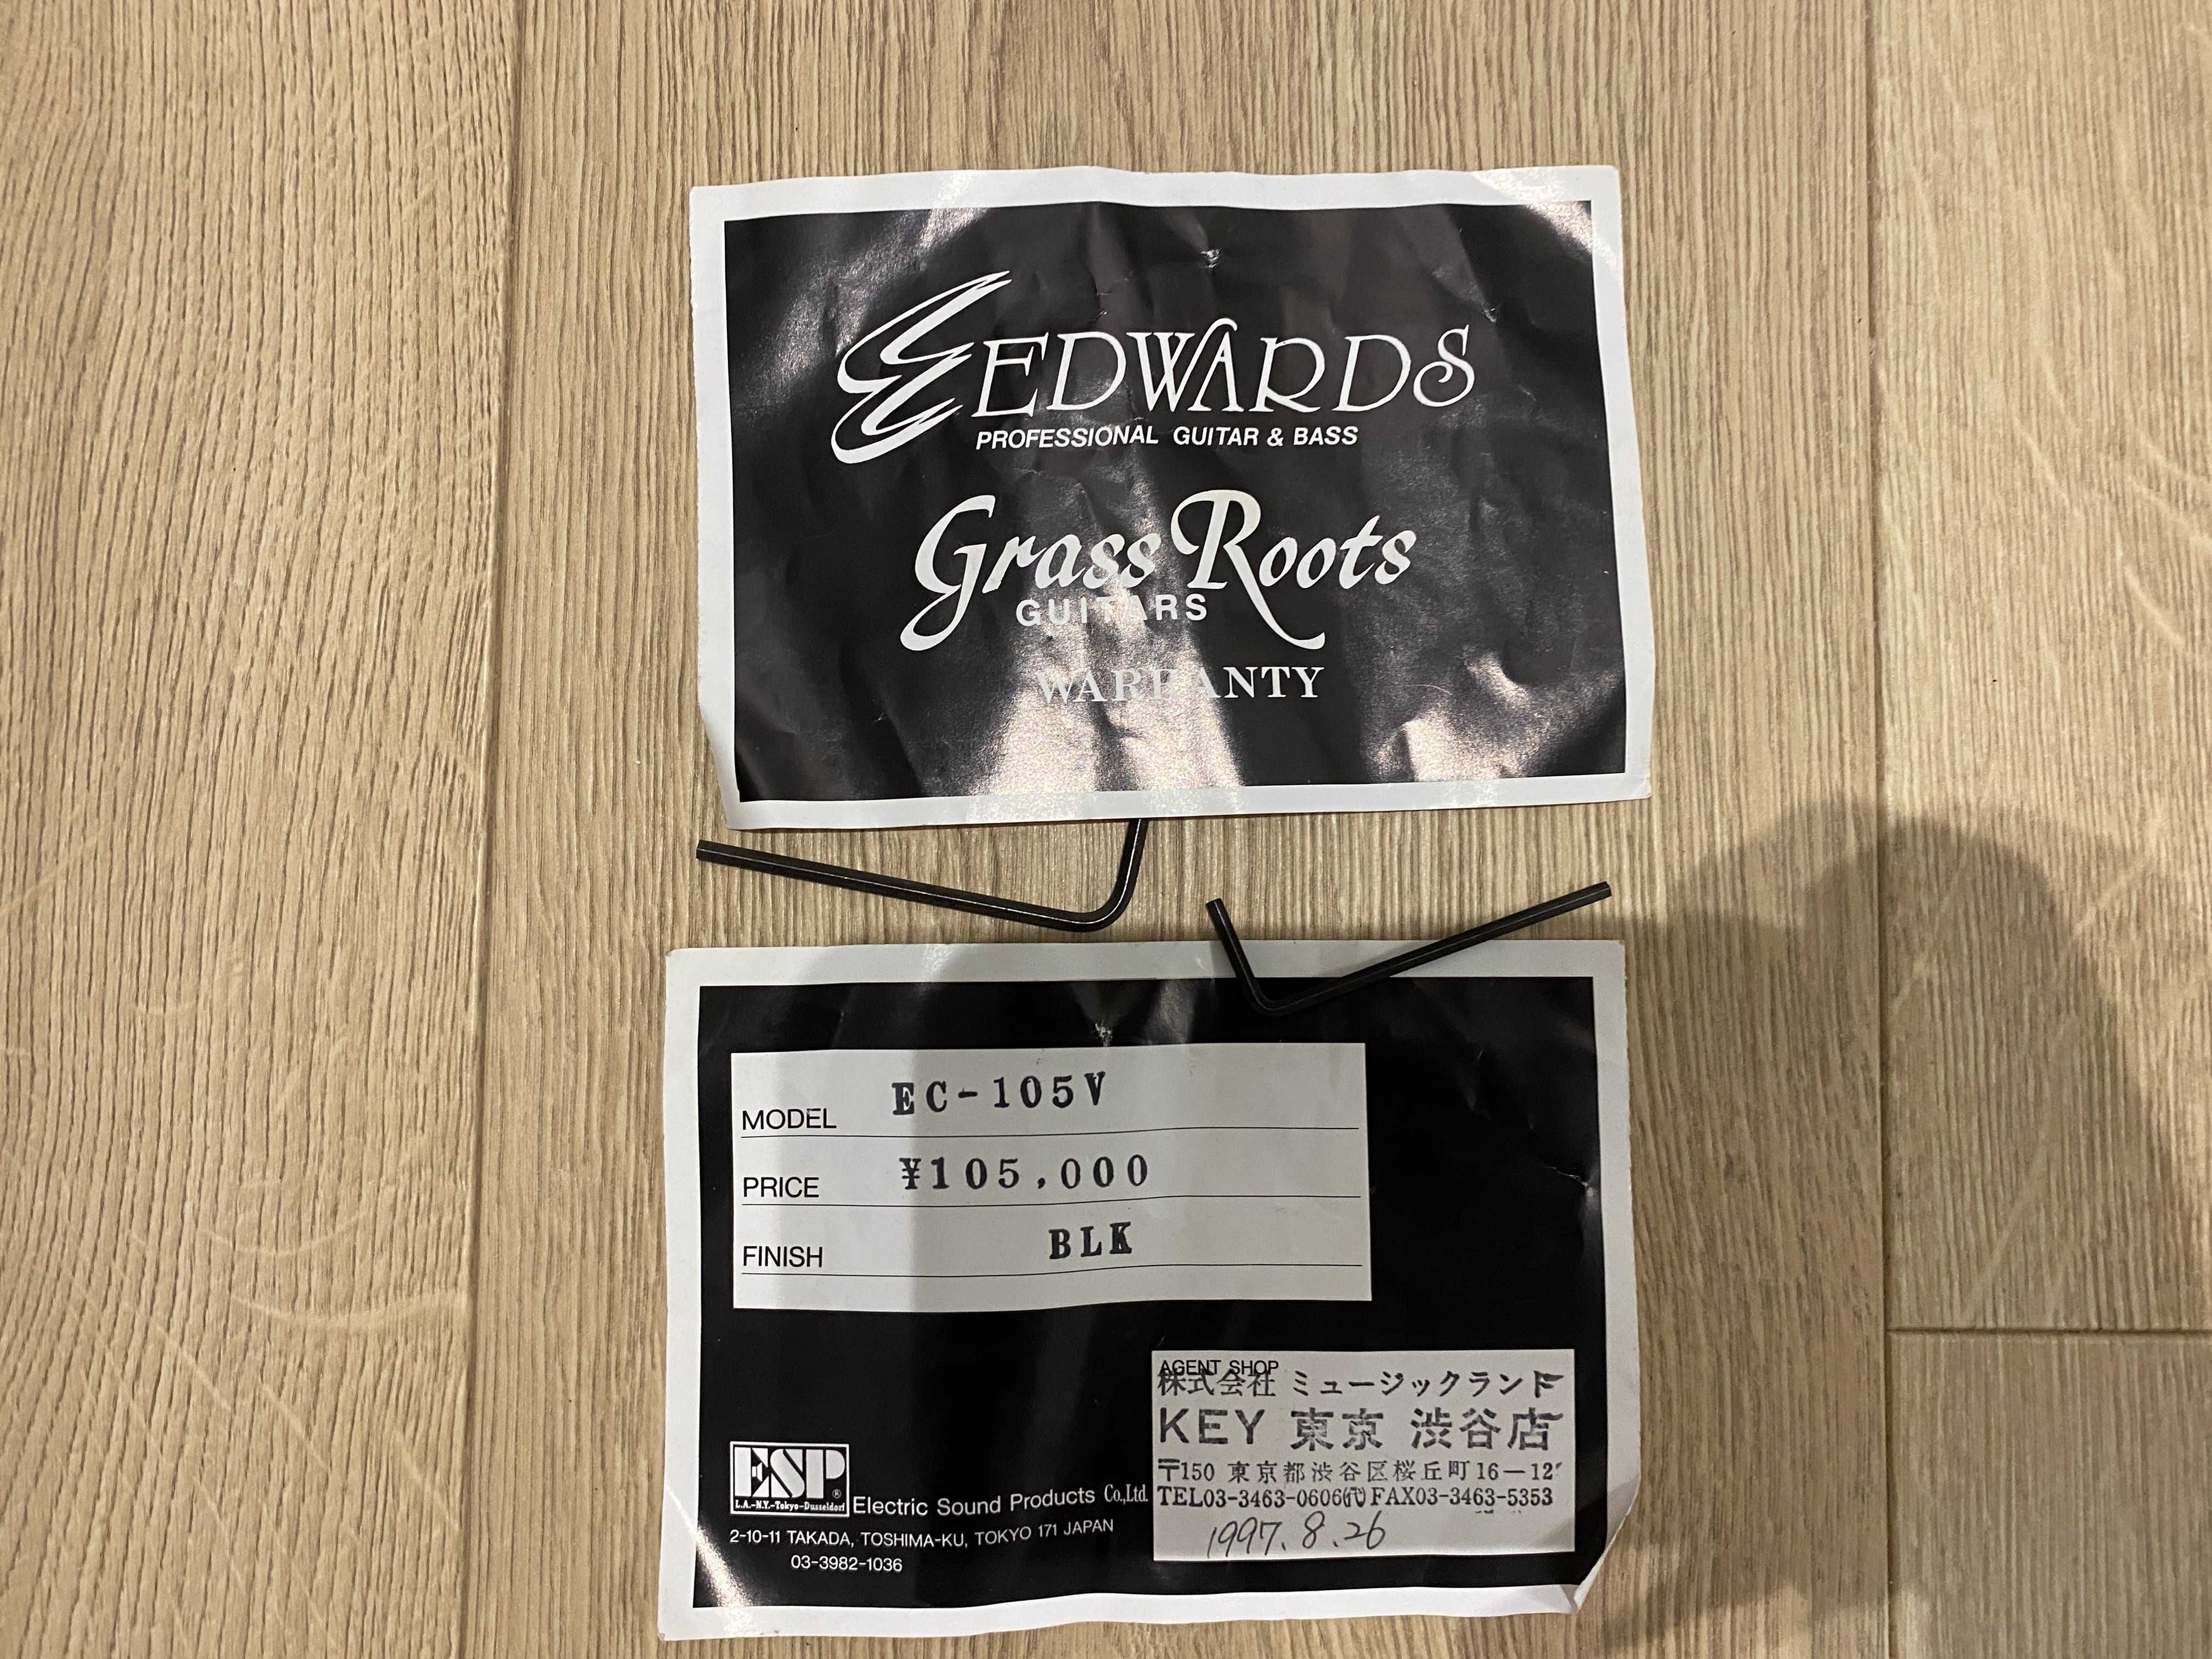 EDWARDS
PROFESSIONAL GUITAR & BASS
Grass Roots
GUITARS
WARRANTY
MODEL EC-105V
PRICE ¥105,000
FINISH BLK
AGENT SHOP
株式会社 ミュージックランド
KEY 東京 渋谷店
〒150 東京都渋谷区桜丘町16-12
TEL03-3463-0606㈹FAX03-3463-5353
1997.8.26
ESP®
L.A.-N.Y.-Tokyo-Dusseldorf
Electric Sound Products Co.,Ltd.
2-10-11 TAKADA, TOSHIMA-KU, TOKYO 171 JAPAN
03-3982-1036